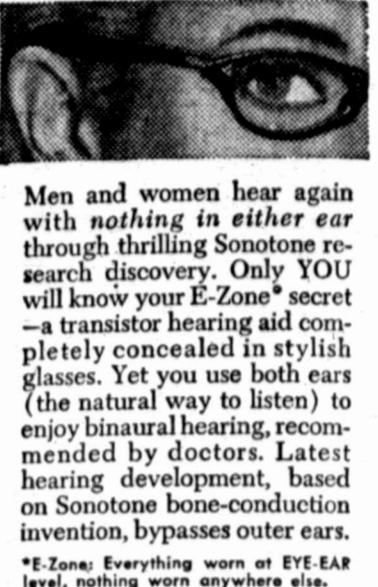 Men and women hear again
with nothing in either ear
through thrilling Sonotone re-
search discovery. Only YOU
will know your E-Zone* secret
—a transistor hearing aid com-
pletely concealed in stylish
glasses. Yet you use both ears
(the natural way to listen) to
enjoy binaural hearing, recom-
mended by doctors. Latest
hearing development, based
on Sonotone bone-conduction
invention, bypasses outer ears.
*E-Zone: Everything worn at EYE-EAR
level, nothing worn anywhere else.